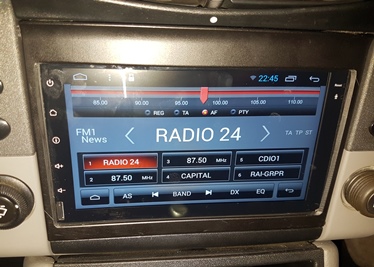 22:45
85.00 90.00 95.00 100.00 105.00 110.00
REG TA AF PTY
FM1
News
RADIO 24
TA TP ST
1 RADIO 24
3 87.50 MHz
5 CDIO1
2 87.50 MHz
4 CAPITAL
6 RAI-GRPR
AS BAND DX EQ